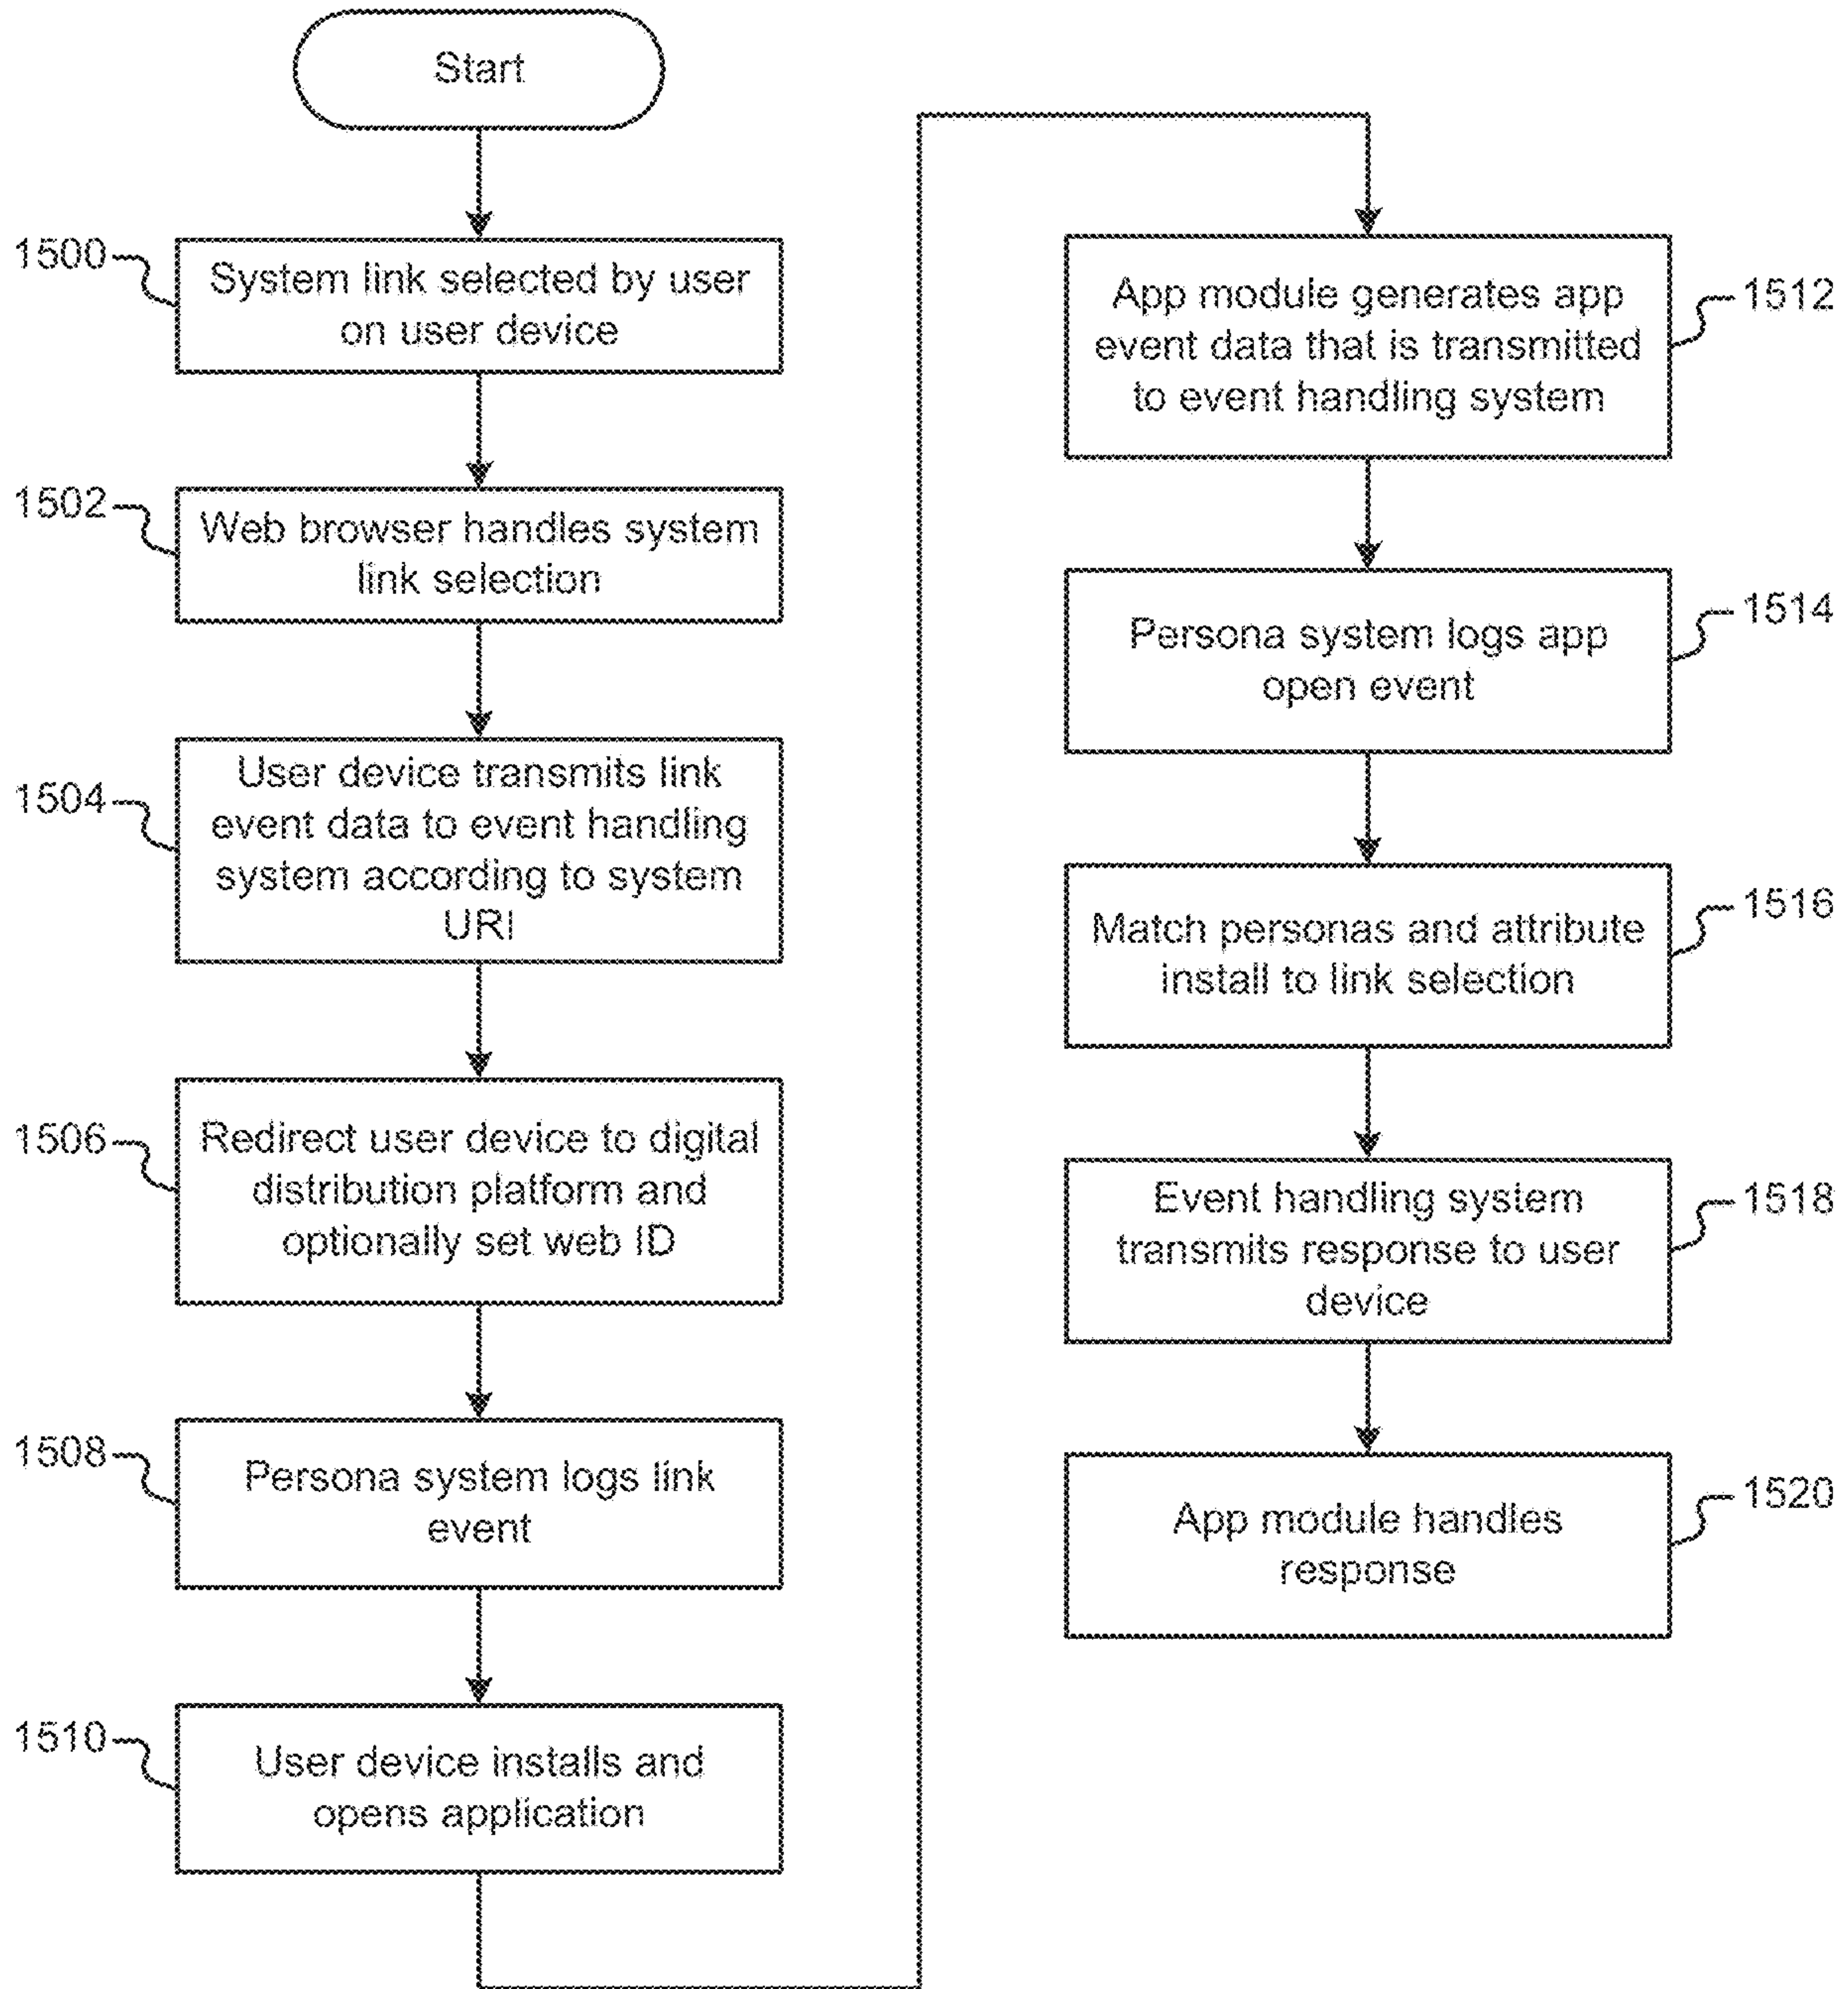 Start
1500
System link selected by user
on user device
1502
Web browser handles system
link selection
1504
User device transmits link
event data to event handling
system according to system
URI
1506
Redirect user device to digital
distribution platform and
optionally set web ID
1508
Persona system logs link
event
1510
User device installs and
opens application
App module generates app
event data that is transmitted
to event handling system
1512
Persona system logs app
open event
1514
Match personas and attribute
install to link selection
1516
Event handling system
transmits response to user
device
1518
App module handles
response
1520